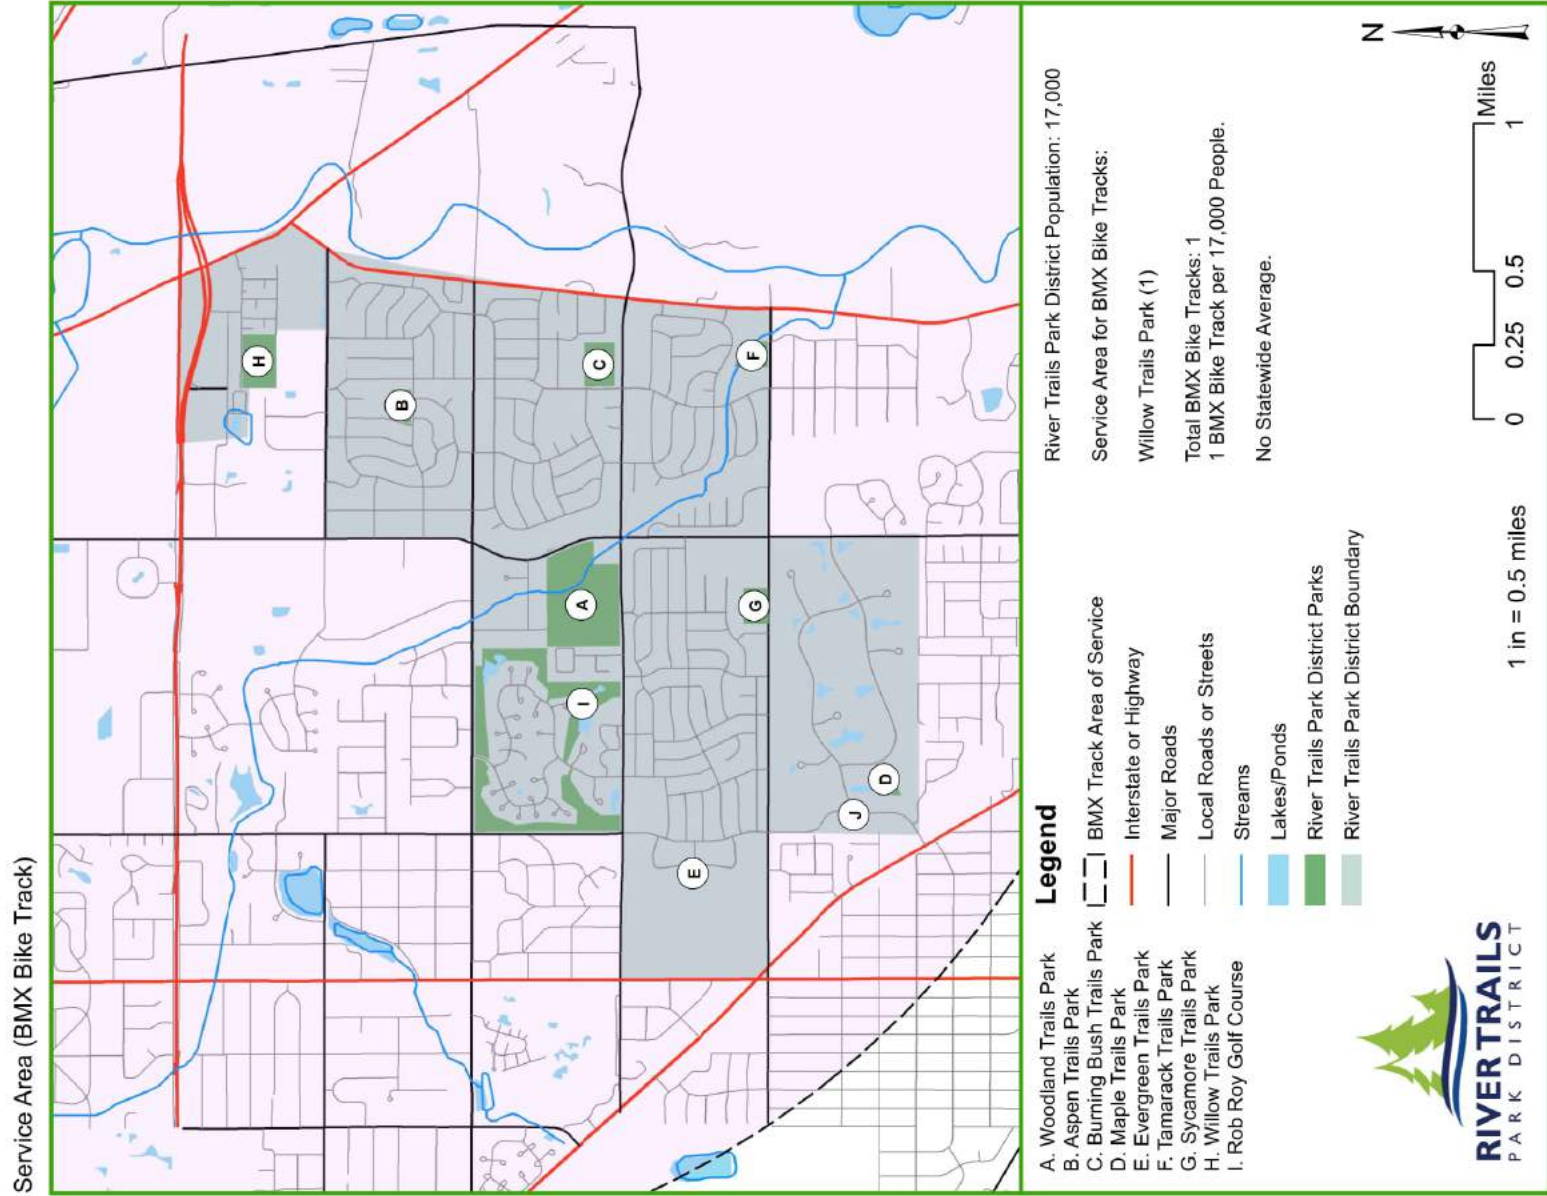 Service Area (BMX Bike Track)
H
B
C
F
A
I
G
E
D
J
A. Woodland Trails Park
B. Aspen Trails Park
C. Burning Bush Trails Park
D. Maple Trails Park
E. Evergreen Trails Park
F. Tamarack Trails Park
G. Sycamore Trails Park
H. Willow Trails Park
I. Rob Roy Golf Course
Legend
BMX Track Area of Service
Interstate or Highway
Major Roads
Local Roads or Streets
Streams
Lakes/Ponds
River Trails Park District Parks
River Trails Park District Boundary
River Trails Park District Population: 17,000
Service Area for BMX Bike Tracks:
Willow Trails Park (1)
Total BMX Bike Tracks: 1
1 BMX Bike Track per 17,000 People.
No Statewide Average.
N
RIVER TRAILS
PARK DISTRICT
1 in = 0.5 miles
0 0.25 0.5 1
Miles